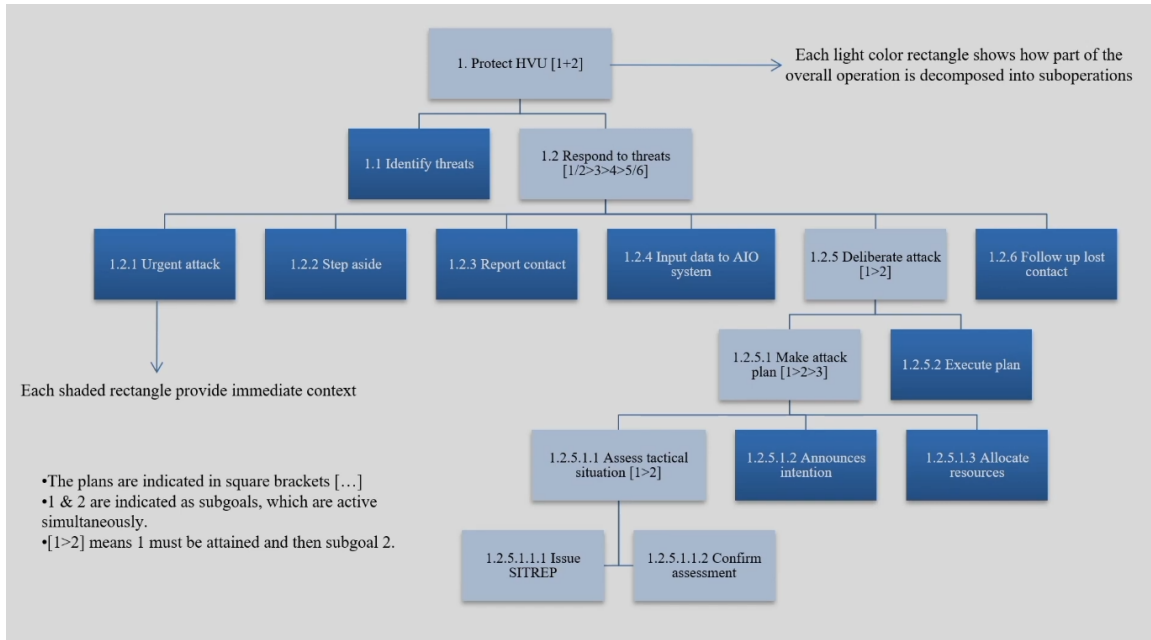 1. Protect HVU [1+2]
Each light color rectangle shows how part of the
overall operation is decomposed into suboperations
1.1 Identify threats
1.2 Respond to threats
[1/2>3>4>5/6]
1.2.1 Urgent attack
1.2.2 Step aside
1.2.3 Report contact
1.2.4 Input data to AIO
system
1.2.5 Deliberate attack
[1>2]
1.2.6 Follow up lost
contact
Each shaded rectangle provide immediate context
1.2.5.1 Make attack
plan [1>2>3]
1.2.5.2 Execute plan
1.2.5.1.1 Assess tactical
situation [1>2]
1.2.5.1.2 Announces
intention
1.2.5.1.3 Allocate
resources
•The plans are indicated in square brackets […]
•1 & 2 are indicated as subgoals, which are active
simultaneously.
•[1>2] means 1 must be attained and then subgoal 2.
1.2.5.1.1.1 Issue
SITREP
1.2.5.1.1.2 Confirm
assessment